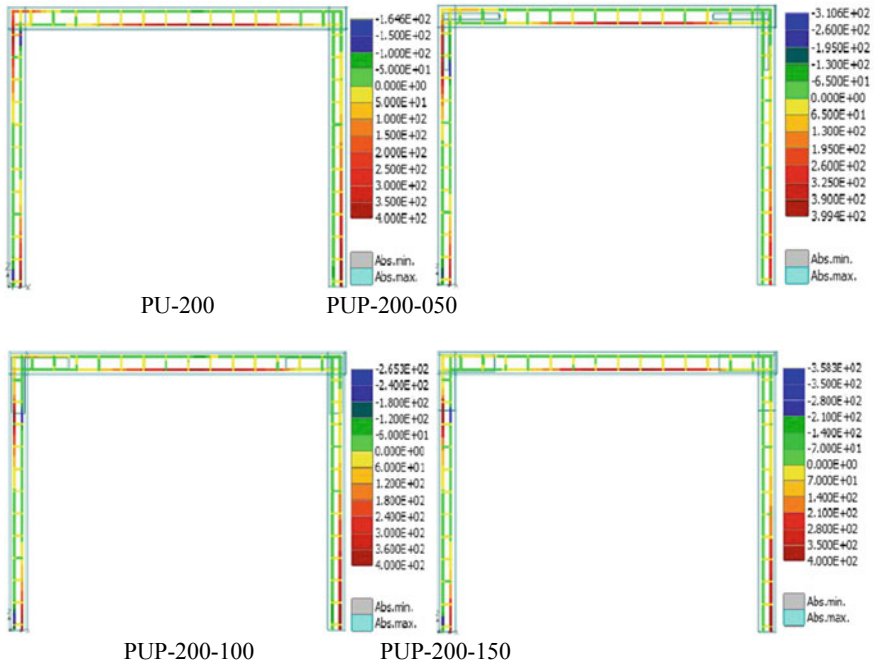 -1.646E+02
-1.500E+02
-1.000E+02
-5.000E+01
0.000E+00
5.000E+01
1.000E+02
1.500E+02
2.000E+02
2.500E+02
3.000E+02
3.500E+02
4.000E+02
Abs.min.
Abs.max.
-3.106E+02
-2.600E+02
-1.950E+02
-1.300E+02
-6.500E+01
0.000E+00
6.500E+01
1.300E+02
1.950E+02
2.600E+02
3.250E+02
3.900E+02
3.994E+02
Abs.min.
Abs.max.
PU-200
PUP-200-050
-2.653E+02
-2.400E+02
-1.800E+02
-1.200E+02
-6.000E+01
0.000E+00
6.000E+01
1.200E+02
1.800E+02
2.400E+02
3.000E+02
3.600E+02
4.000E+02
Abs.min.
Abs.max.
-3.583E+02
-3.500E+02
-2.800E+02
-2.100E+02
-1.400E+02
-7.000E+01
0.000E+00
7.000E+01
1.400E+02
2.100E+02
2.800E+02
3.500E+02
4.000E+02
Abs.min.
Abs.max.
PUP-200-100
PUP-200-150